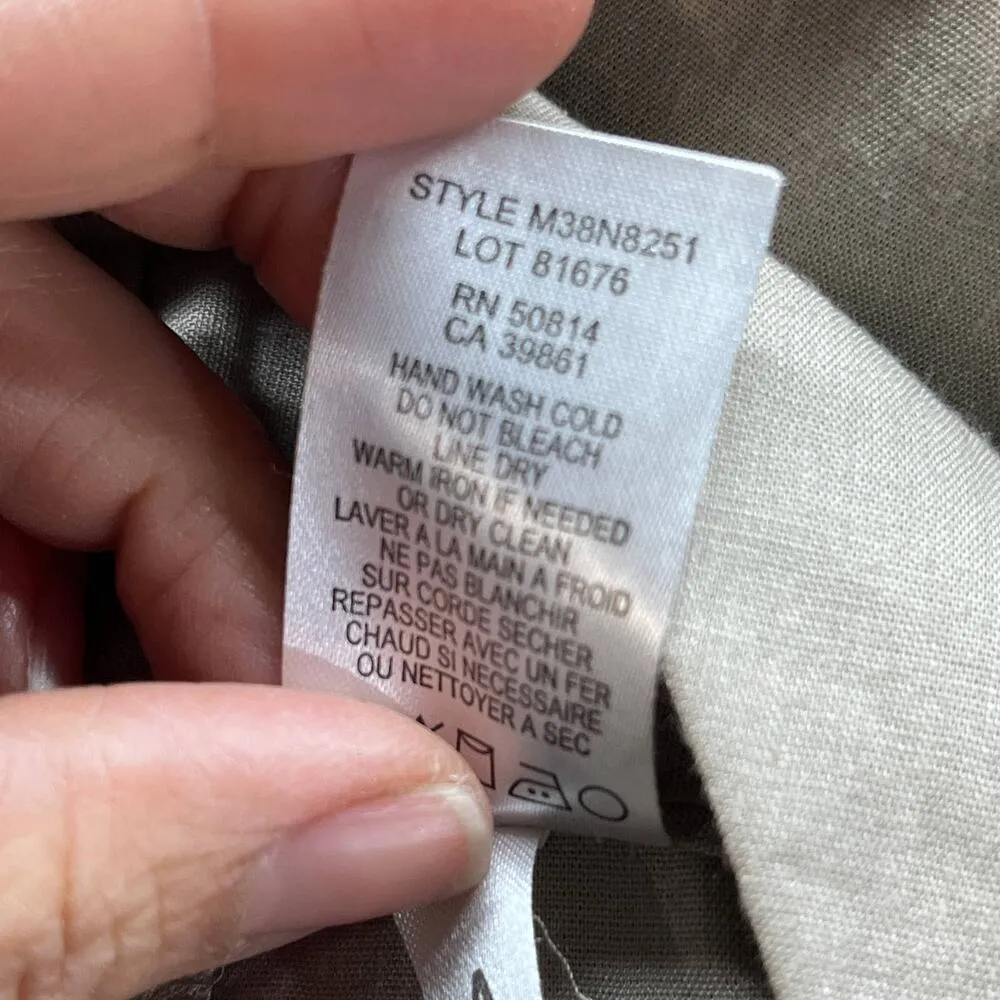 STYLE M38N8251
LOT 81676
RN 50814
CA 39861
HAND WASH COLD
DO NOT BLEACH
LINE DRY
WARM IRON IF NEEDED
OR DRY CLEAN
LAVER A LA MAIN A FROID
NE PAS BLANCHIR
SUR CORDE SECHER
REPASSER AVEC UN FER
CHAUD SI NECESSAIRE
OU NETTOYER A SEC